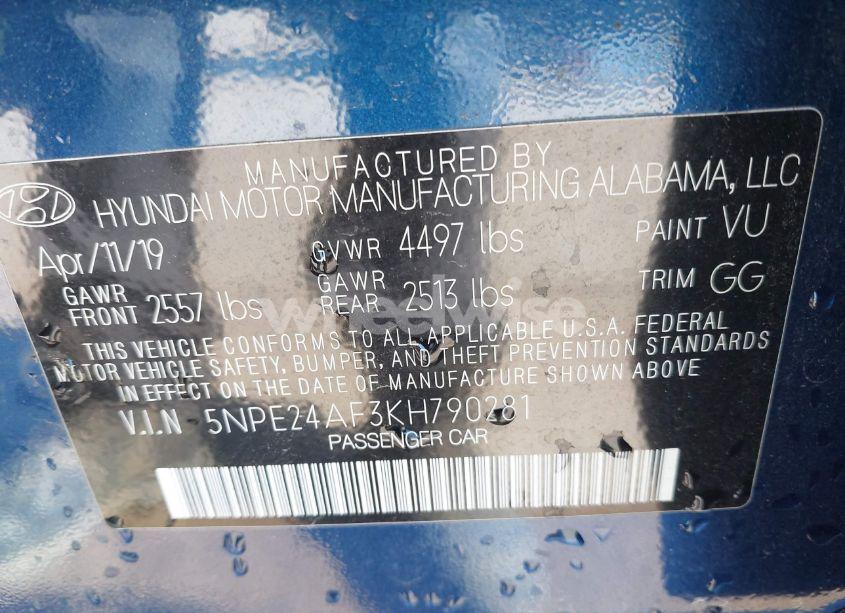 MANUFACTURED BY
HYUNDAI MOTOR MANUFACTURING ALABAMA, LLC
Apr/11/19 GVWR 4497 lbs PAINT VU
GAWR FRONT 2557 lbs GAWR REAR 2513 lbs TRIM GG
wheelwise
THIS VEHICLE CONFORMS TO ALL APPLICABLE U.S.A. FEDERAL
MOTOR VEHICLE SAFETY, BUMPER, AND THEFT PREVENTION STANDARDS
IN EFFECT ON THE DATE OF MANUFACTURE SHOWN ABOVE
V.I.N 5NPE24AF3KH790281
PASSENGER CAR